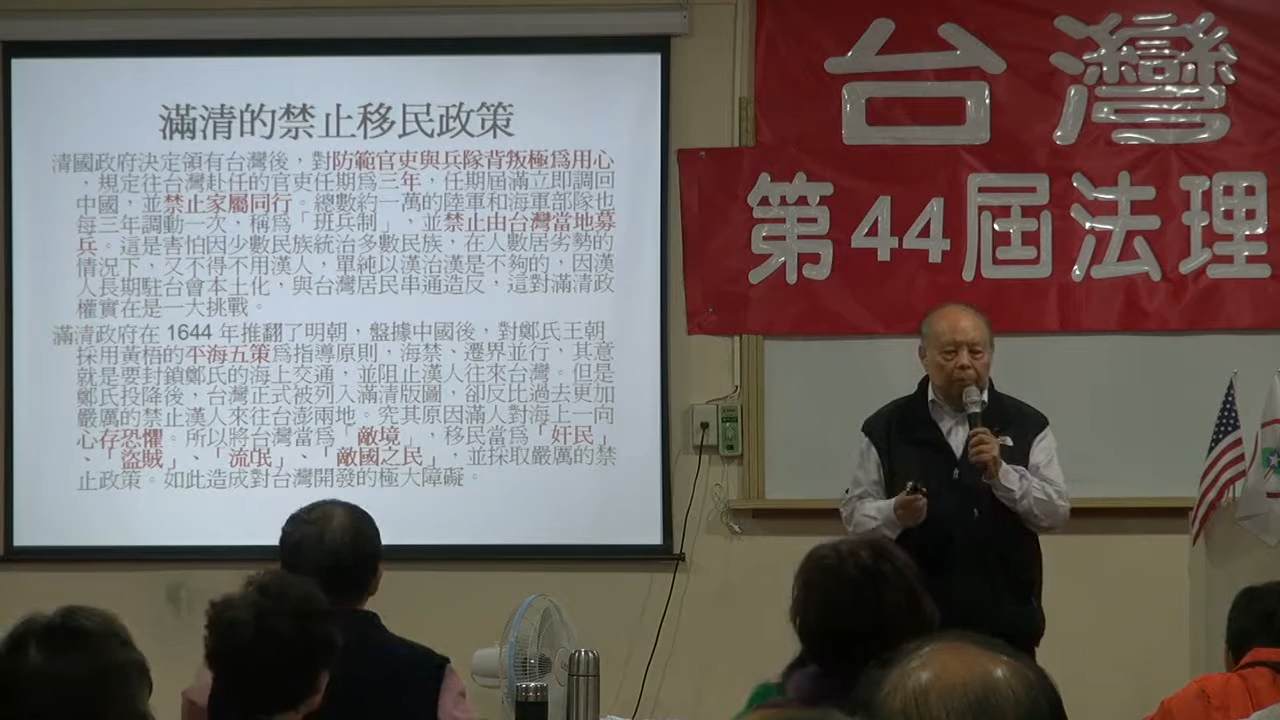 滿清的禁止移民政策
清國政府決定領有台灣後，對防範官吏與兵隊背叛極為用心
，規定往台灣赴任的官吏任期為三年，任期屆滿立即調回
中國，並禁止家屬同行。總數約一萬的陸軍和海軍部隊也
每三年調動一次，稱為「班兵制」，並禁止由台灣當地募
兵。這是害怕因少數民族統治多數民族，在人數居劣勢的
情況下，又不得不用漢人，單純以漢治漢是不夠的，因漢
人長期駐台會本土化，與台灣居民串通造反，這對滿清政
權實在是一大挑戰。
滿清政府在 1644 年推翻了明朝，盤據中國後，對鄭氏王朝
採用黃梧的平海五策為指導原則，海禁、遷界並行，其意
就是要封鎖鄭氏的海上交通，並阻止漢人往來台灣。但是
鄭氏投降後，台灣正式被列入滿清版圖，卻反比過去更加
嚴厲的禁止漢人來往台澎兩地。究其原因滿人對海上一向
心存恐懼。所以將台灣當為「敵境」，移民當為「奸民」
、「盜賊」、「流氓」、「敵國之民」，並採取嚴厲的禁
止政策。如此造成對台灣開發的極大障礙。
台灣
第44屆法理